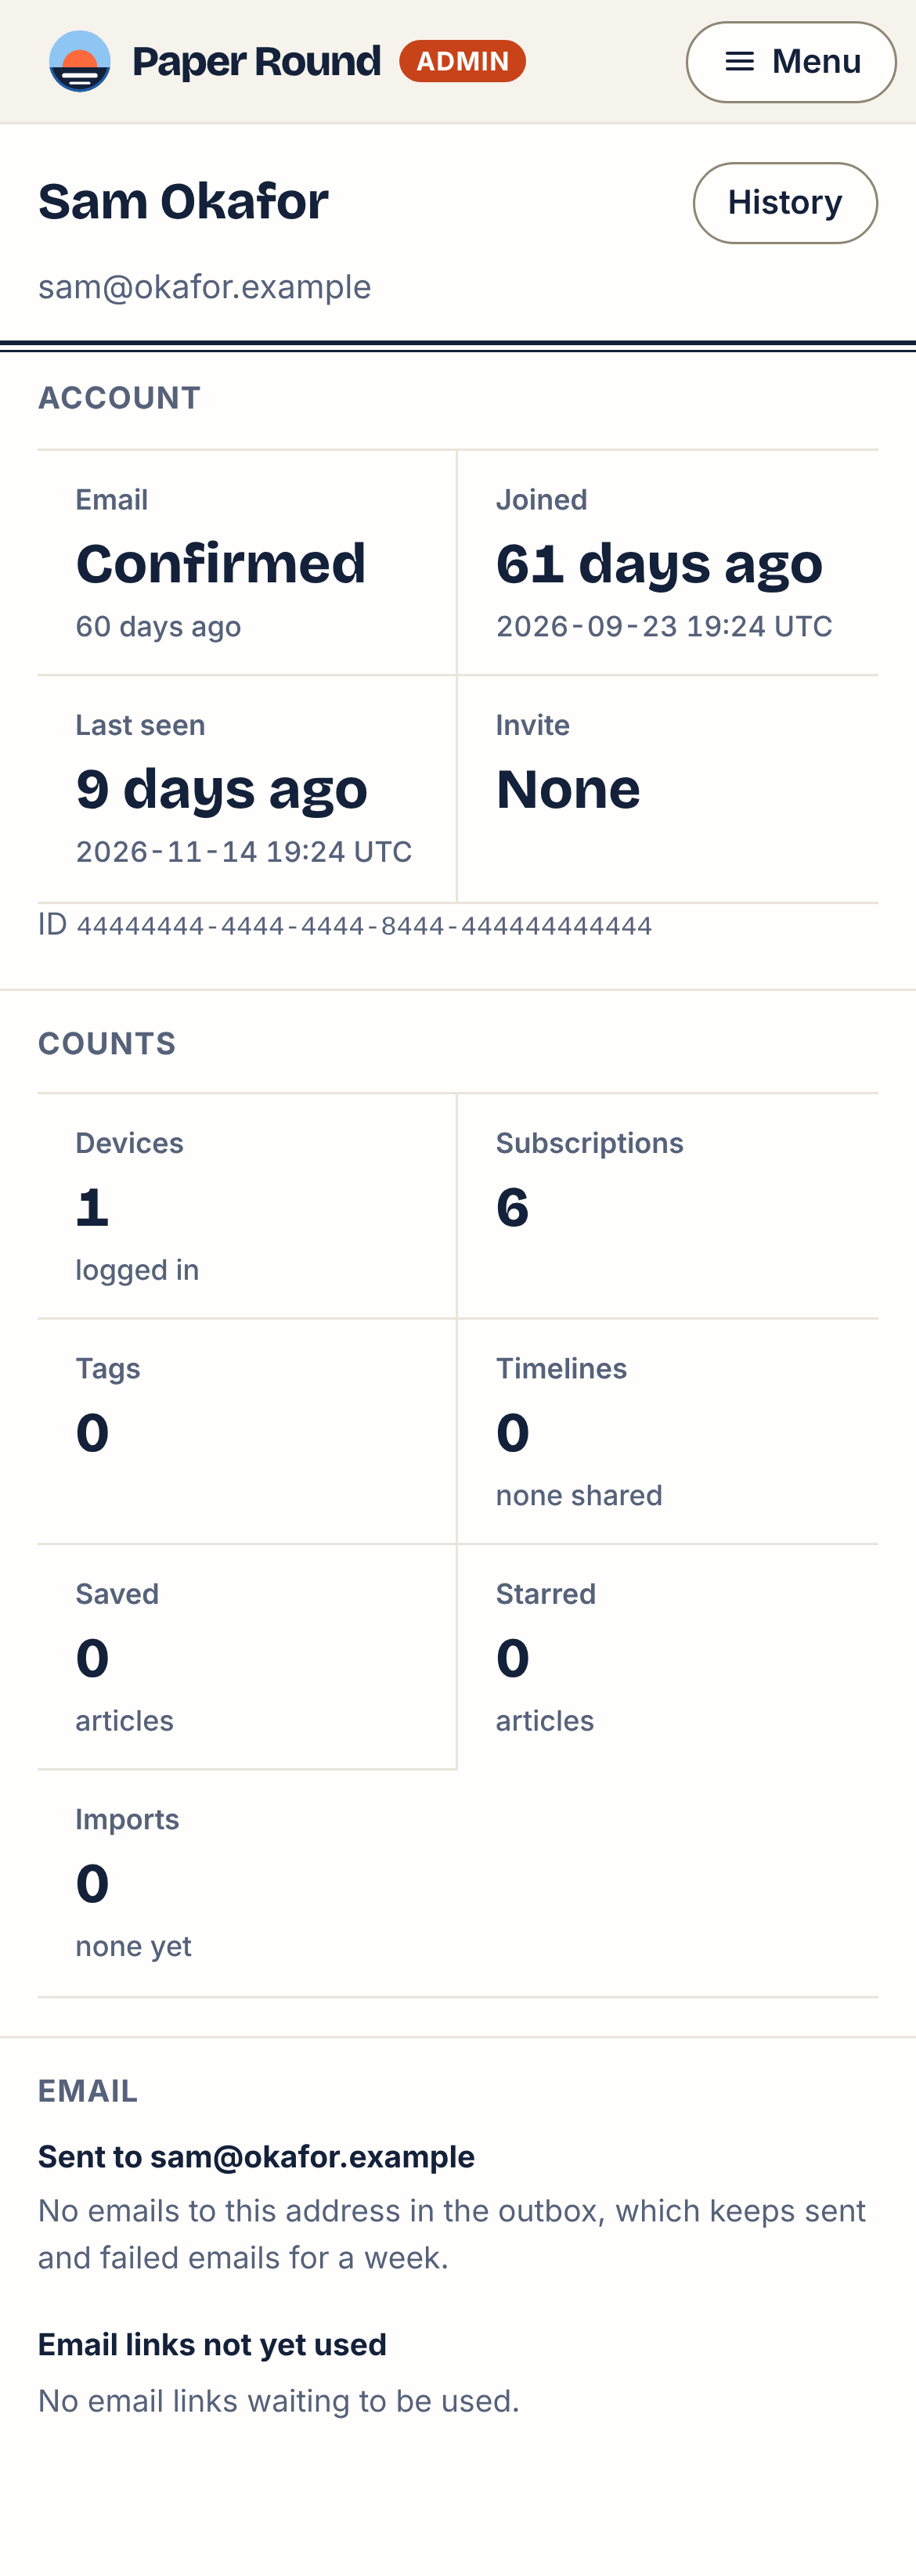 Paper Round ADMIN Menu
Sam Okafor History
sam@okafor.example
ACCOUNT
Email
Confirmed
60 days ago
Joined
61 days ago
2026-09-23 19:24 UTC
Last seen
9 days ago
2026-11-14 19:24 UTC
Invite
None
ID 44444444-4444-4444-8444-444444444444
COUNTS
Devices
1
logged in
Subscriptions
6
Tags
0
Timelines
0
none shared
Saved
0
articles
Starred
0
articles
Imports
0
none yet
EMAIL
Sent to sam@okafor.example
No emails to this address in the outbox, which keeps sent
and failed emails for a week.
Email links not yet used
No email links waiting to be used.